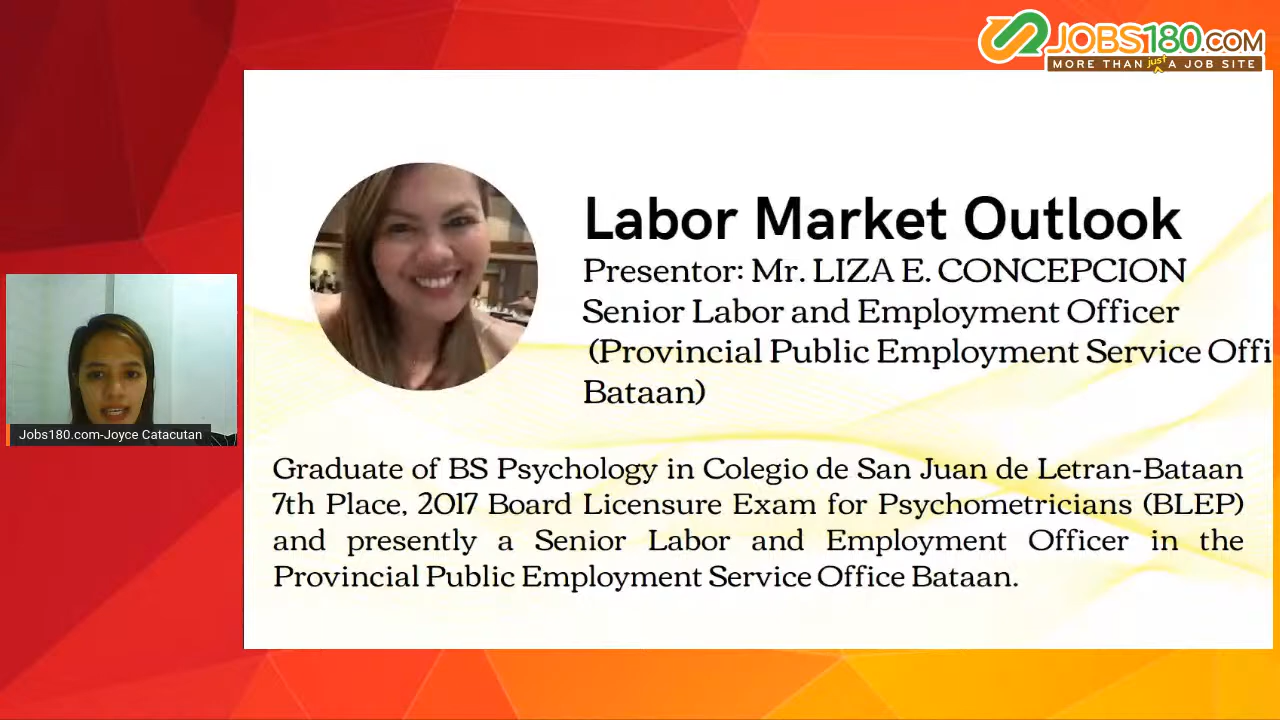 JOBS180.COM
MORE THAN just A JOB SITE
Labor Market Outlook
Presentor: Mr. LIZA E. CONCEPCION
Senior Labor and Employment Officer
(Provincial Public Employment Service Offi
Bataan)
Jobs180.com-Joyce Catacutan
Graduate of BS Psychology in Colegio de San Juan de Letran-Bataan
7th Place, 2017 Board Licensure Exam for Psychometricians (BLEP)
and presently a Senior Labor and Employment Officer in the
Provincial Public Employment Service Office Bataan.